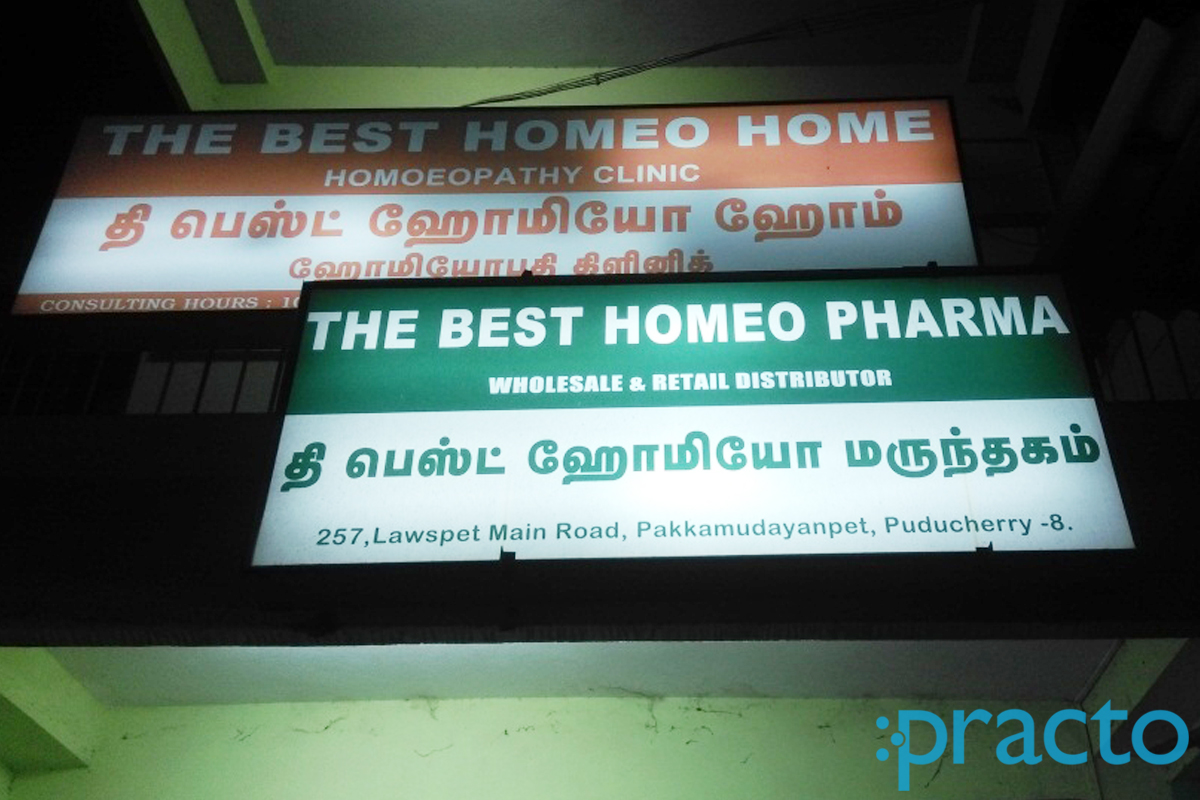 THE BEST HOMEO HOME
HOMOEOPATHY CLINIC
தி பெஸ்ட் ஹோமியோ ஹோம்
ஹோமியோபதி கிளினிக்
CONSULTING HOURS :
THE BEST HOMEO PHARMA
WHOLESALE & RETAIL DISTRIBUTOR
தி பெஸ்ட் ஹோமியோ மருந்தகம்
257,Lawspet Main Road, Pakkamudayanpet, Puducherry -8.
:practo